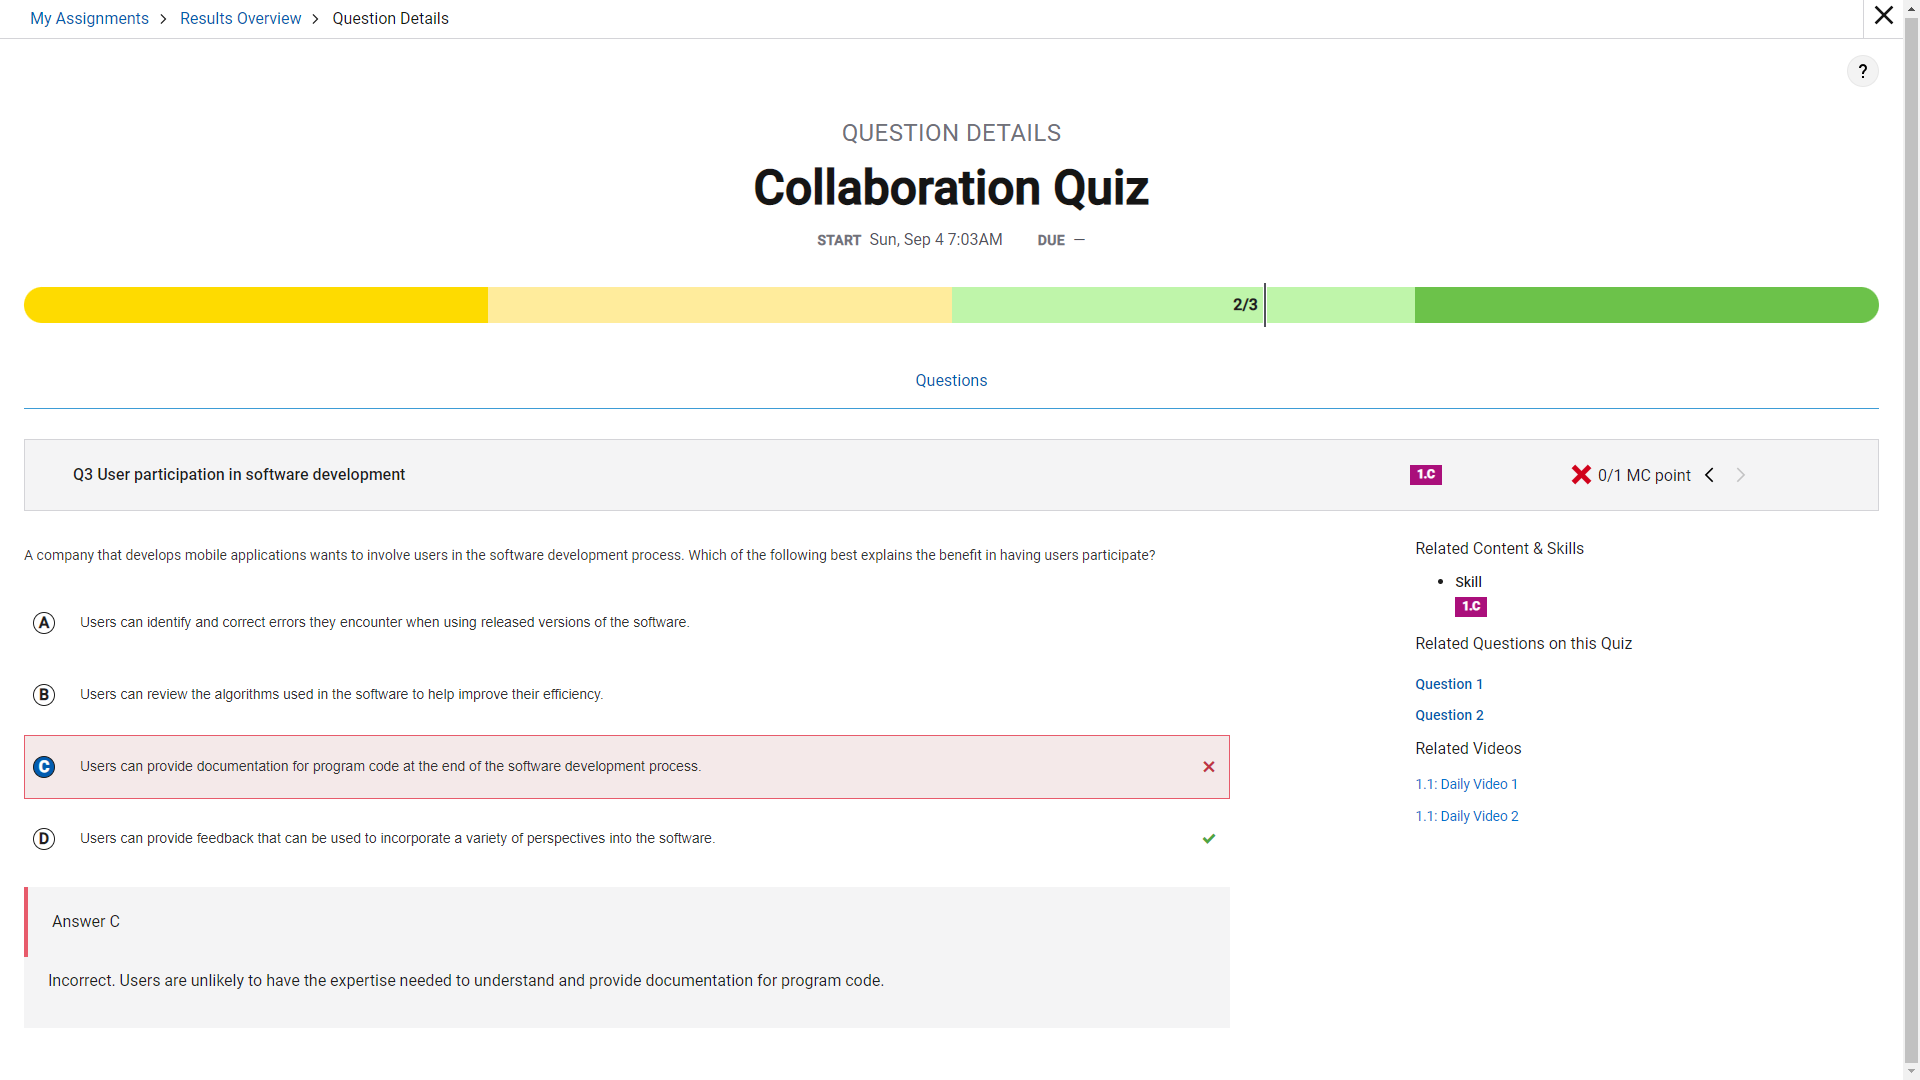 My Assignments > Results Overview > Question Details
?
QUESTION DETAILS
Collaboration Quiz
START Sun, Sep 4 7:03AM DUE —
2/3
Questions
Q3 User participation in software development 1.C 0/1 MC point
A company that develops mobile applications wants to involve users in the software development process. Which of the following best explains the benefit in having users participate?
A Users can identify and correct errors they encounter when using released versions of the software.
B Users can review the algorithms used in the software to help improve their efficiency.
C Users can provide documentation for program code at the end of the software development process.
D Users can provide feedback that can be used to incorporate a variety of perspectives into the software.
Answer C
Incorrect. Users are unlikely to have the expertise needed to understand and provide documentation for program code.
Related Content & Skills
• Skill
1.C
Related Questions on this Quiz
Question 1
Question 2
Related Videos
1.1: Daily Video 1
1.1: Daily Video 2